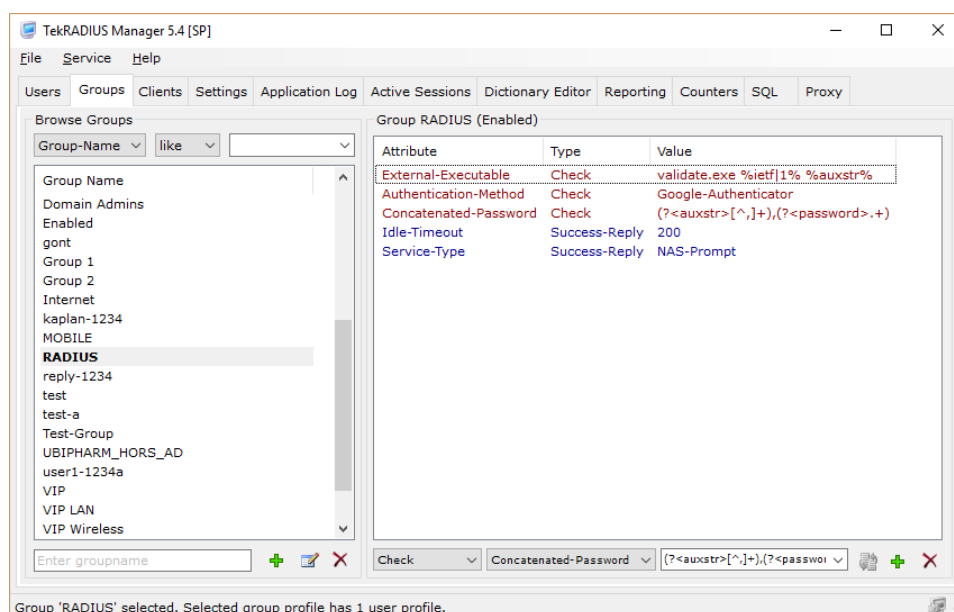 TekRADIUS Manager 5.4 [SP]
File Service Help
Users Groups Clients Settings Application Log Active Sessions Dictionary Editor Reporting Counters SQL Proxy
Browse Groups
Group-Name like
Group Name
Domain Admins
Enabled
gont
Group 1
Group 2
Internet
kaplan-1234
MOBILE
RADIUS
reply-1234
test
test-a
Test-Group
UBIPHARM_HORS_AD
user1-1234a
VIP
VIP LAN
VIP Wireless
Enter groupname
Group RADIUS (Enabled)
Attribute Type Value
External-Executable Check validate.exe %ietf|1% %auxstr%
Authentication-Method Check Google-Authenticator
Concatenated-Password Check (?<auxstr>[^,]+),(?<password>.+)
Idle-Timeout Success-Reply 200
Service-Type Success-Reply NAS-Prompt
Check Concatenated-Password (?<auxstr>[^,]+),(?<passwor
Group 'RADIUS' selected. Selected group profile has 1 user profile.